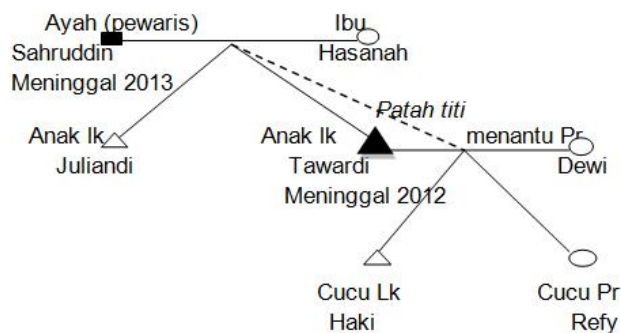 Ayah (pewaris) Ibu
Sahruddin Hasanah
Meninggal 2013
Patah titi
Anak lk Anak lk menantu Pr
Juliandi Tawardi Dewi
Meninggal 2012
Cucu Lk Cucu Pr
Haki Refy